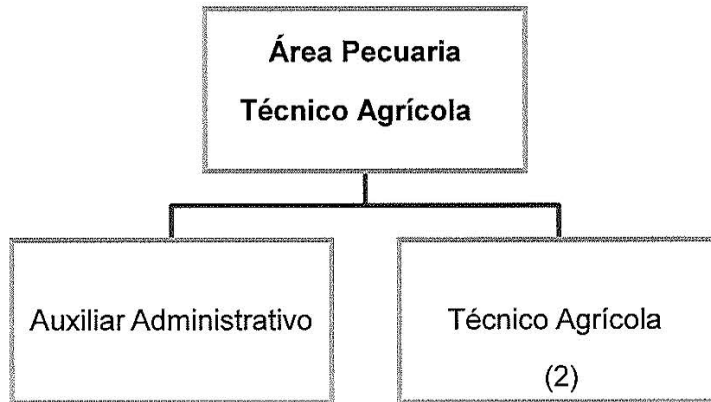 Área Pecuaria
Técnico Agrícola
Auxiliar Administrativo
Técnico Agrícola
(2)